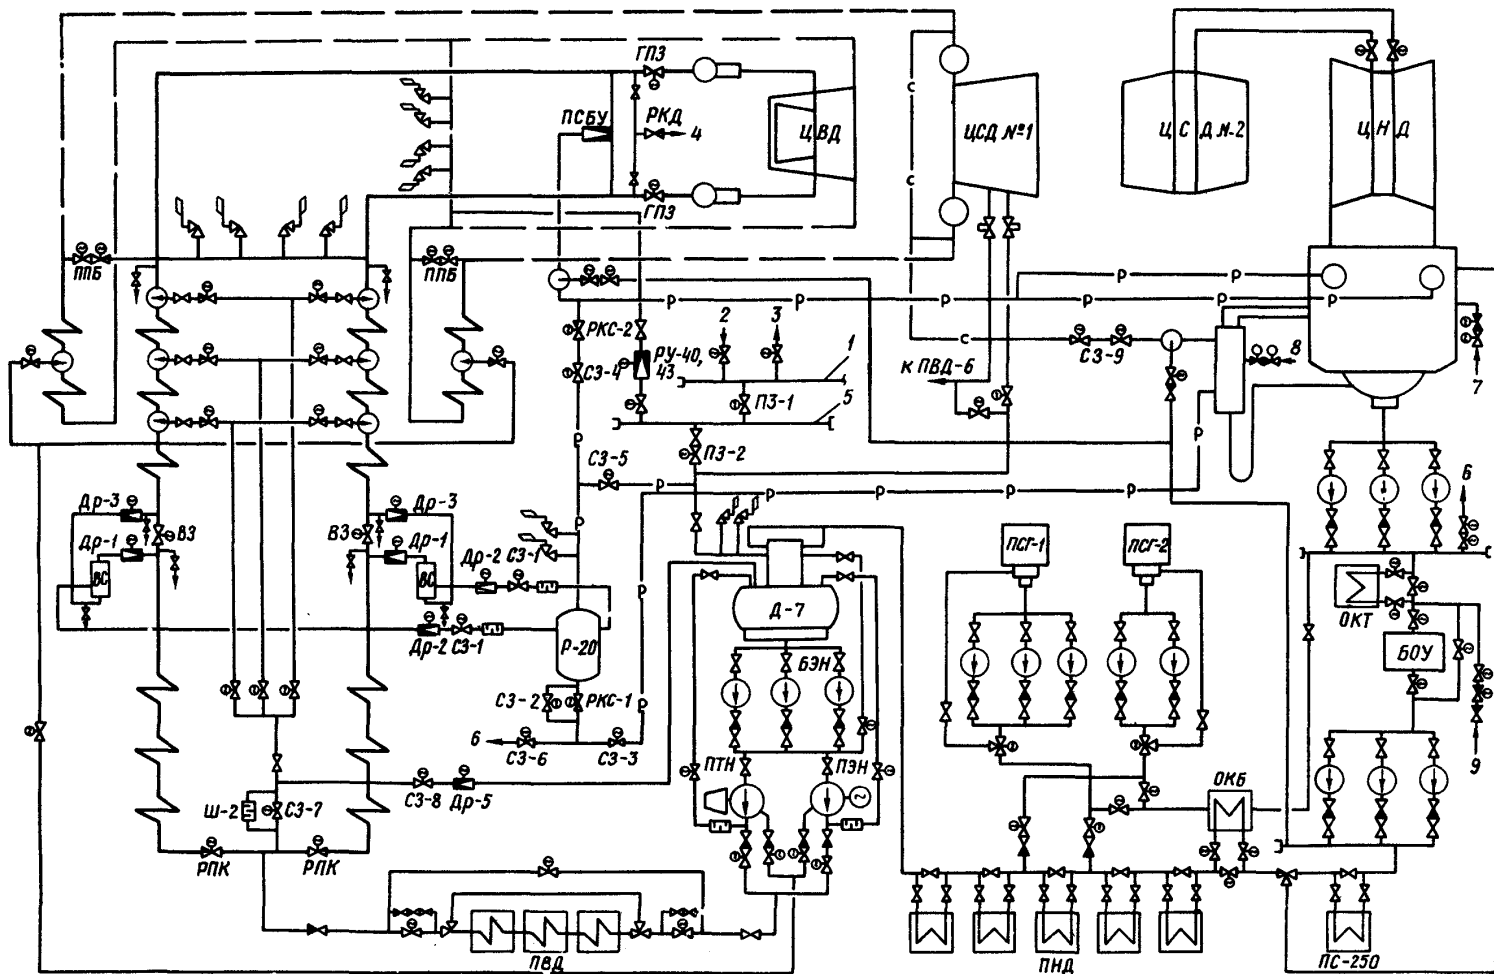 ГПЗ
ПСБУ
РКД
4
ЦВД
ЦСД №1
ЦСД №2
ЦНД
ГПЗ
ППБ
ППБ
Р
Р
Р
Р
Р
Р
Р
Р
Р
с
с
с
РКС-2
СЗ-4
РУ-40,
43
2
3
1
СЗ-9
8
7
к ПВД-6
ПЗ-1
5
ПЗ-2
Р
Р
СЗ-5
Р
Р
Р
Р
Р
6
Др-3
ВЗ
Др-1
ВС
Др-3
ВЗ
Др-1
ВС
Др-2
СЗ-1
Р
ПСГ-1
ПСГ-2
Др-2
СЗ-1
Р-20
Р
Д-7
ОКТ
БОУ
БЭН
СЗ-2
РКС-1
Р
6
СЗ-6
СЗ-3
ПТН
ПЭН
9
СЗ-8
Др-5
ОКБ
Ш-2
СЗ-7
РПК
РПК
ПВД
ПНД
ПС-250